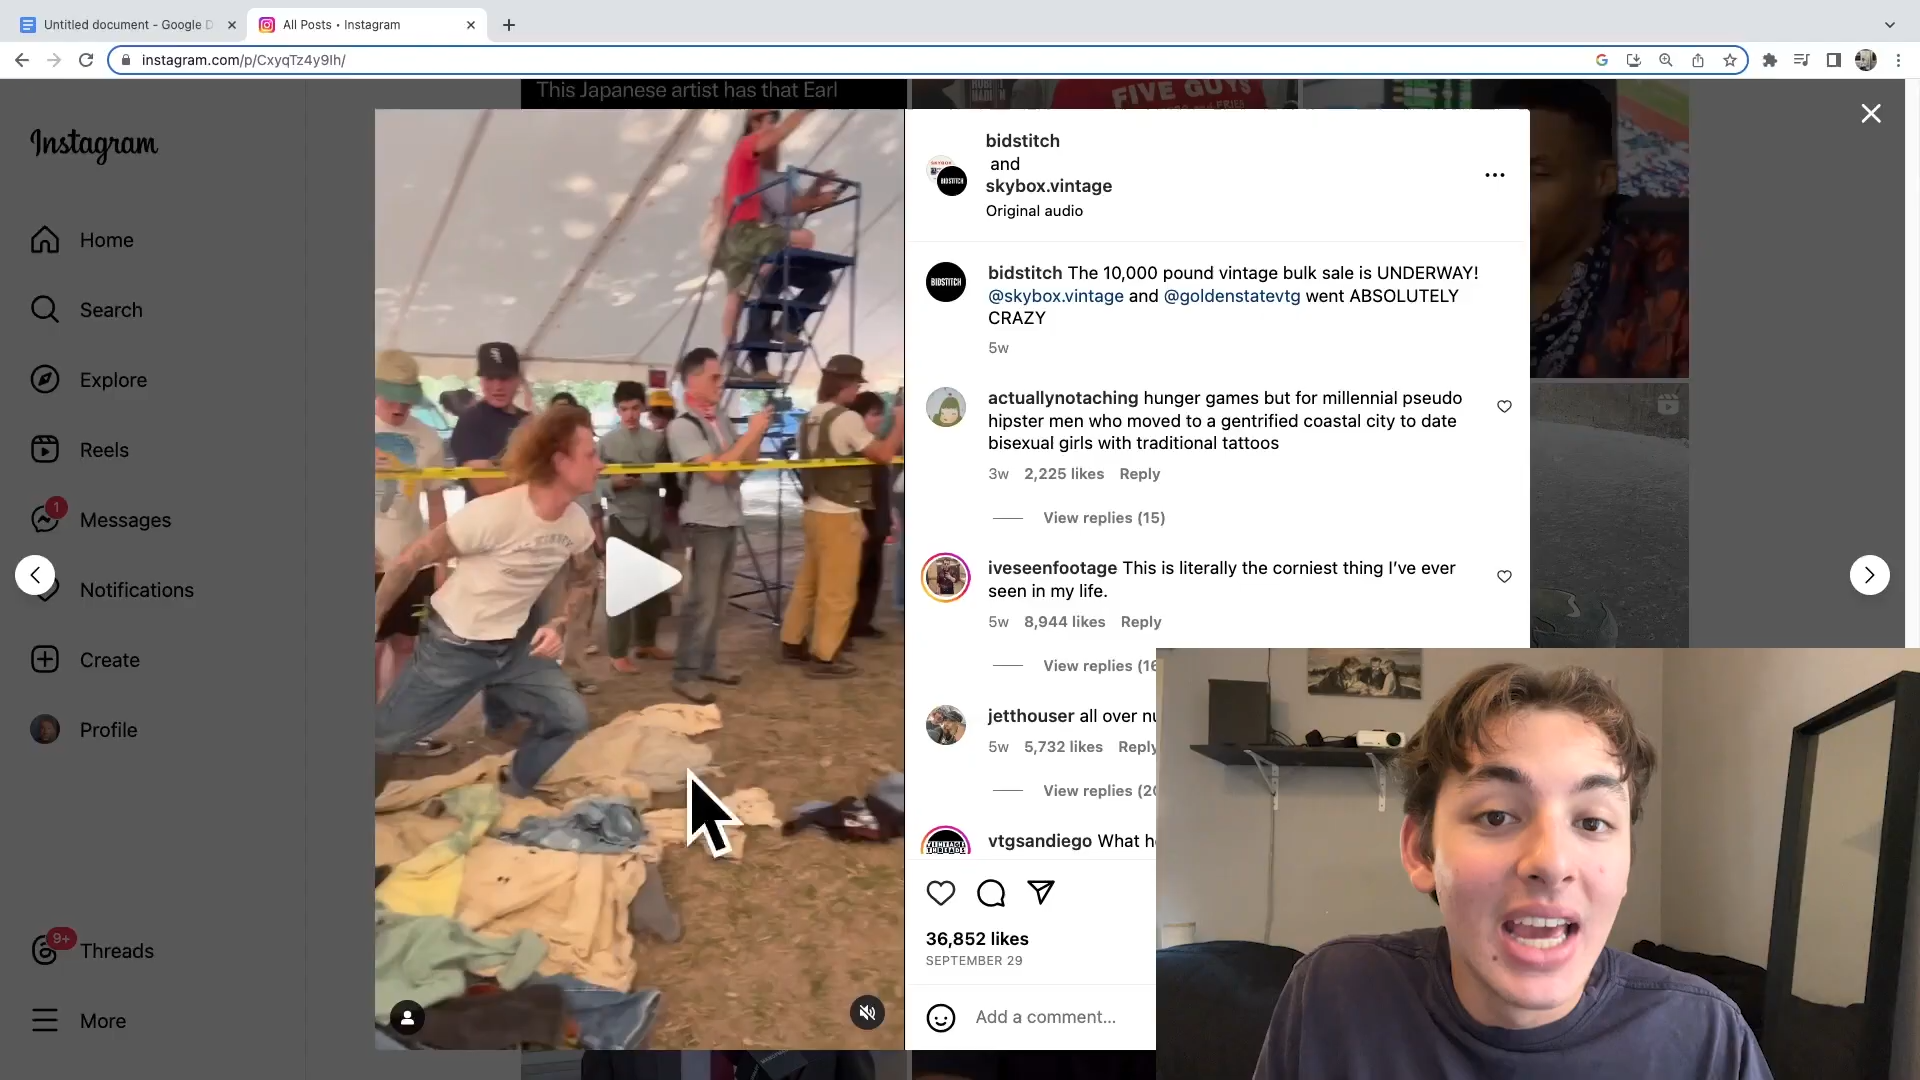 Untitled document - Google D
All Posts • Instagram
instagram.com/p/CxyqTz4y9Ih/
This Japanese artist has that Earl
FIVE GUYS
Instagram
Home
Search
Explore
Reels
1
Messages
Notifications
Create
Profile
9+
Threads
More
bidstitch
and
skybox.vintage
Original audio
BIDSTITCH
bidstitch The 10,000 pound vintage bulk sale is UNDERWAY!
@skybox.vintage and @goldenstatevtg went ABSOLUTELY
CRAZY
5w
actuallynotaching hunger games but for millennial pseudo
hipster men who moved to a gentrified coastal city to date
bisexual girls with traditional tattoos
3w 2,225 likes Reply
View replies (15)
iveseenfootage This is literally the corniest thing I’ve ever
seen in my life.
5w 8,944 likes Reply
View replies (16
jetthouser all over nu
5w 5,732 likes Reply
View replies (20
vtgsandiego What h
36,852 likes
SEPTEMBER 29
Add a comment...